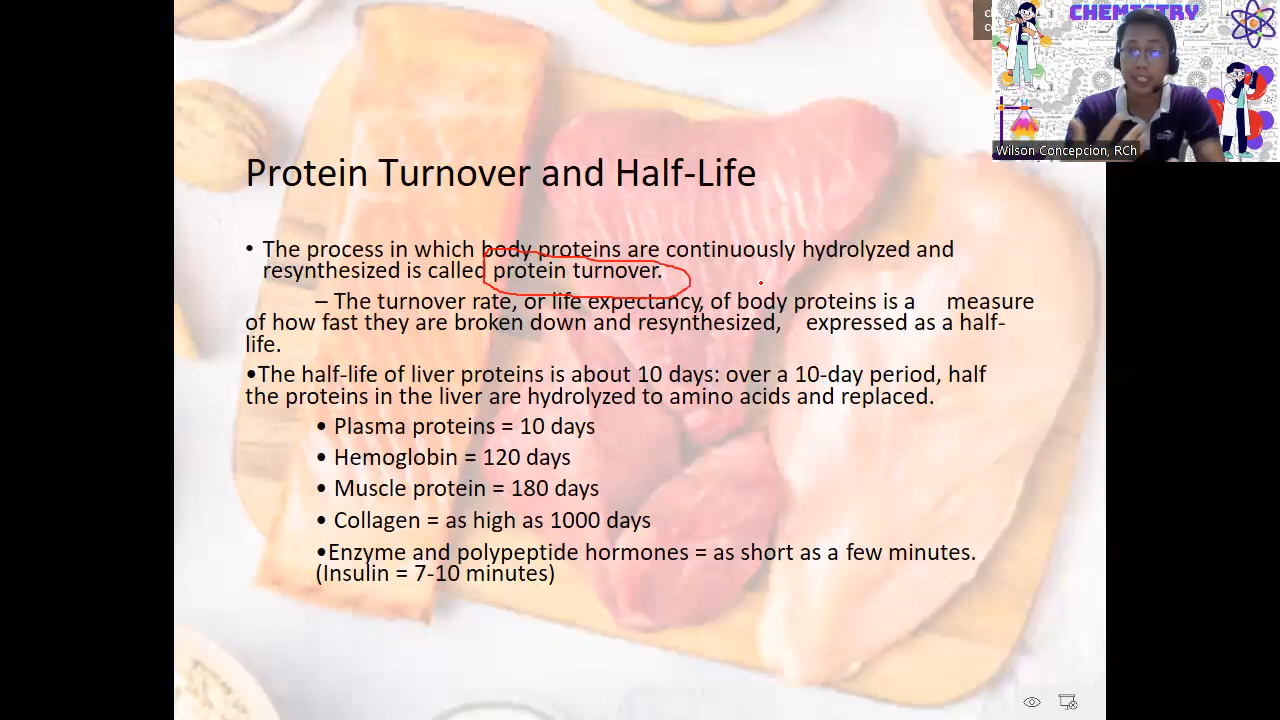 CHEMISTRY
Wilson Concepcion, RCh
Protein Turnover and Half-Life
• The process in which body proteins are continuously hydrolyzed and
resynthesized is called protein turnover.
– The turnover rate, or life expectancy, of body proteins is a measure
of how fast they are broken down and resynthesized, expressed as a half-
life.
•The half-life of liver proteins is about 10 days: over a 10-day period, half
the proteins in the liver are hydrolyzed to amino acids and replaced.
• Plasma proteins = 10 days
• Hemoglobin = 120 days
• Muscle protein = 180 days
• Collagen = as high as 1000 days
•Enzyme and polypeptide hormones = as short as a few minutes.
(Insulin = 7-10 minutes)